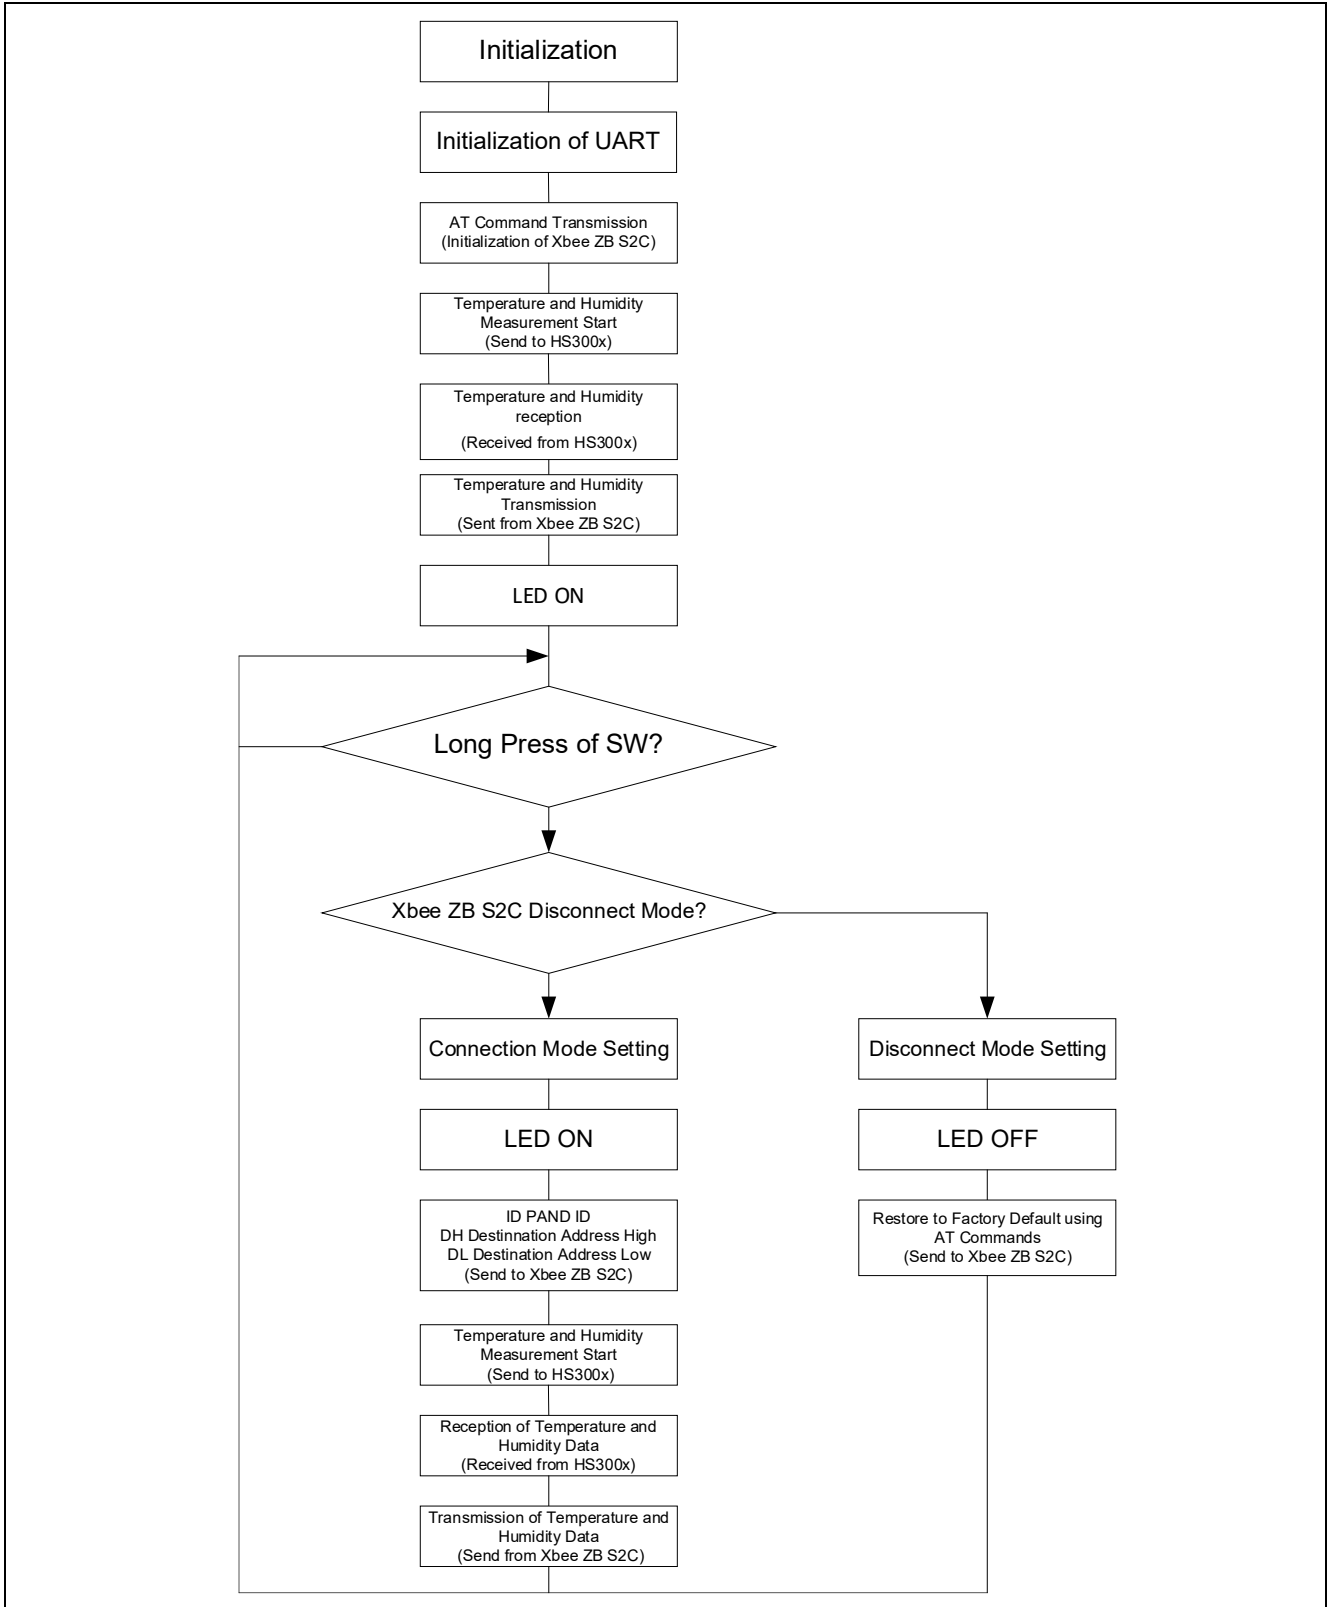 Initialization
Initialization of UART
AT Command Transmission
(Initialization of Xbee ZB S2C)
Temperature and Humidity
Measurement Start
(Send to HS300x)
Temperature and Humidity
reception
(Received from HS300x)
Temperature and Humidity
Transmission
(Sent from Xbee ZB S2C)
LED ON
Long Press of SW?
Xbee ZB S2C Disconnect Mode?
Connection Mode Setting
LED ON
ID PAND ID
DH Destinnation Address High
DL Destination Address Low
(Send to Xbee ZB S2C)
Temperature and Humidity
Measurement Start
(Send to HS300x)
Reception of Temperature and
Humidity Data
(Received from HS300x)
Transmission of Temperature and
Humidity Data
(Send from Xbee ZB S2C)
Disconnect Mode Setting
LED OFF
Restore to Factory Default using
AT Commands
(Send to Xbee ZB S2C)